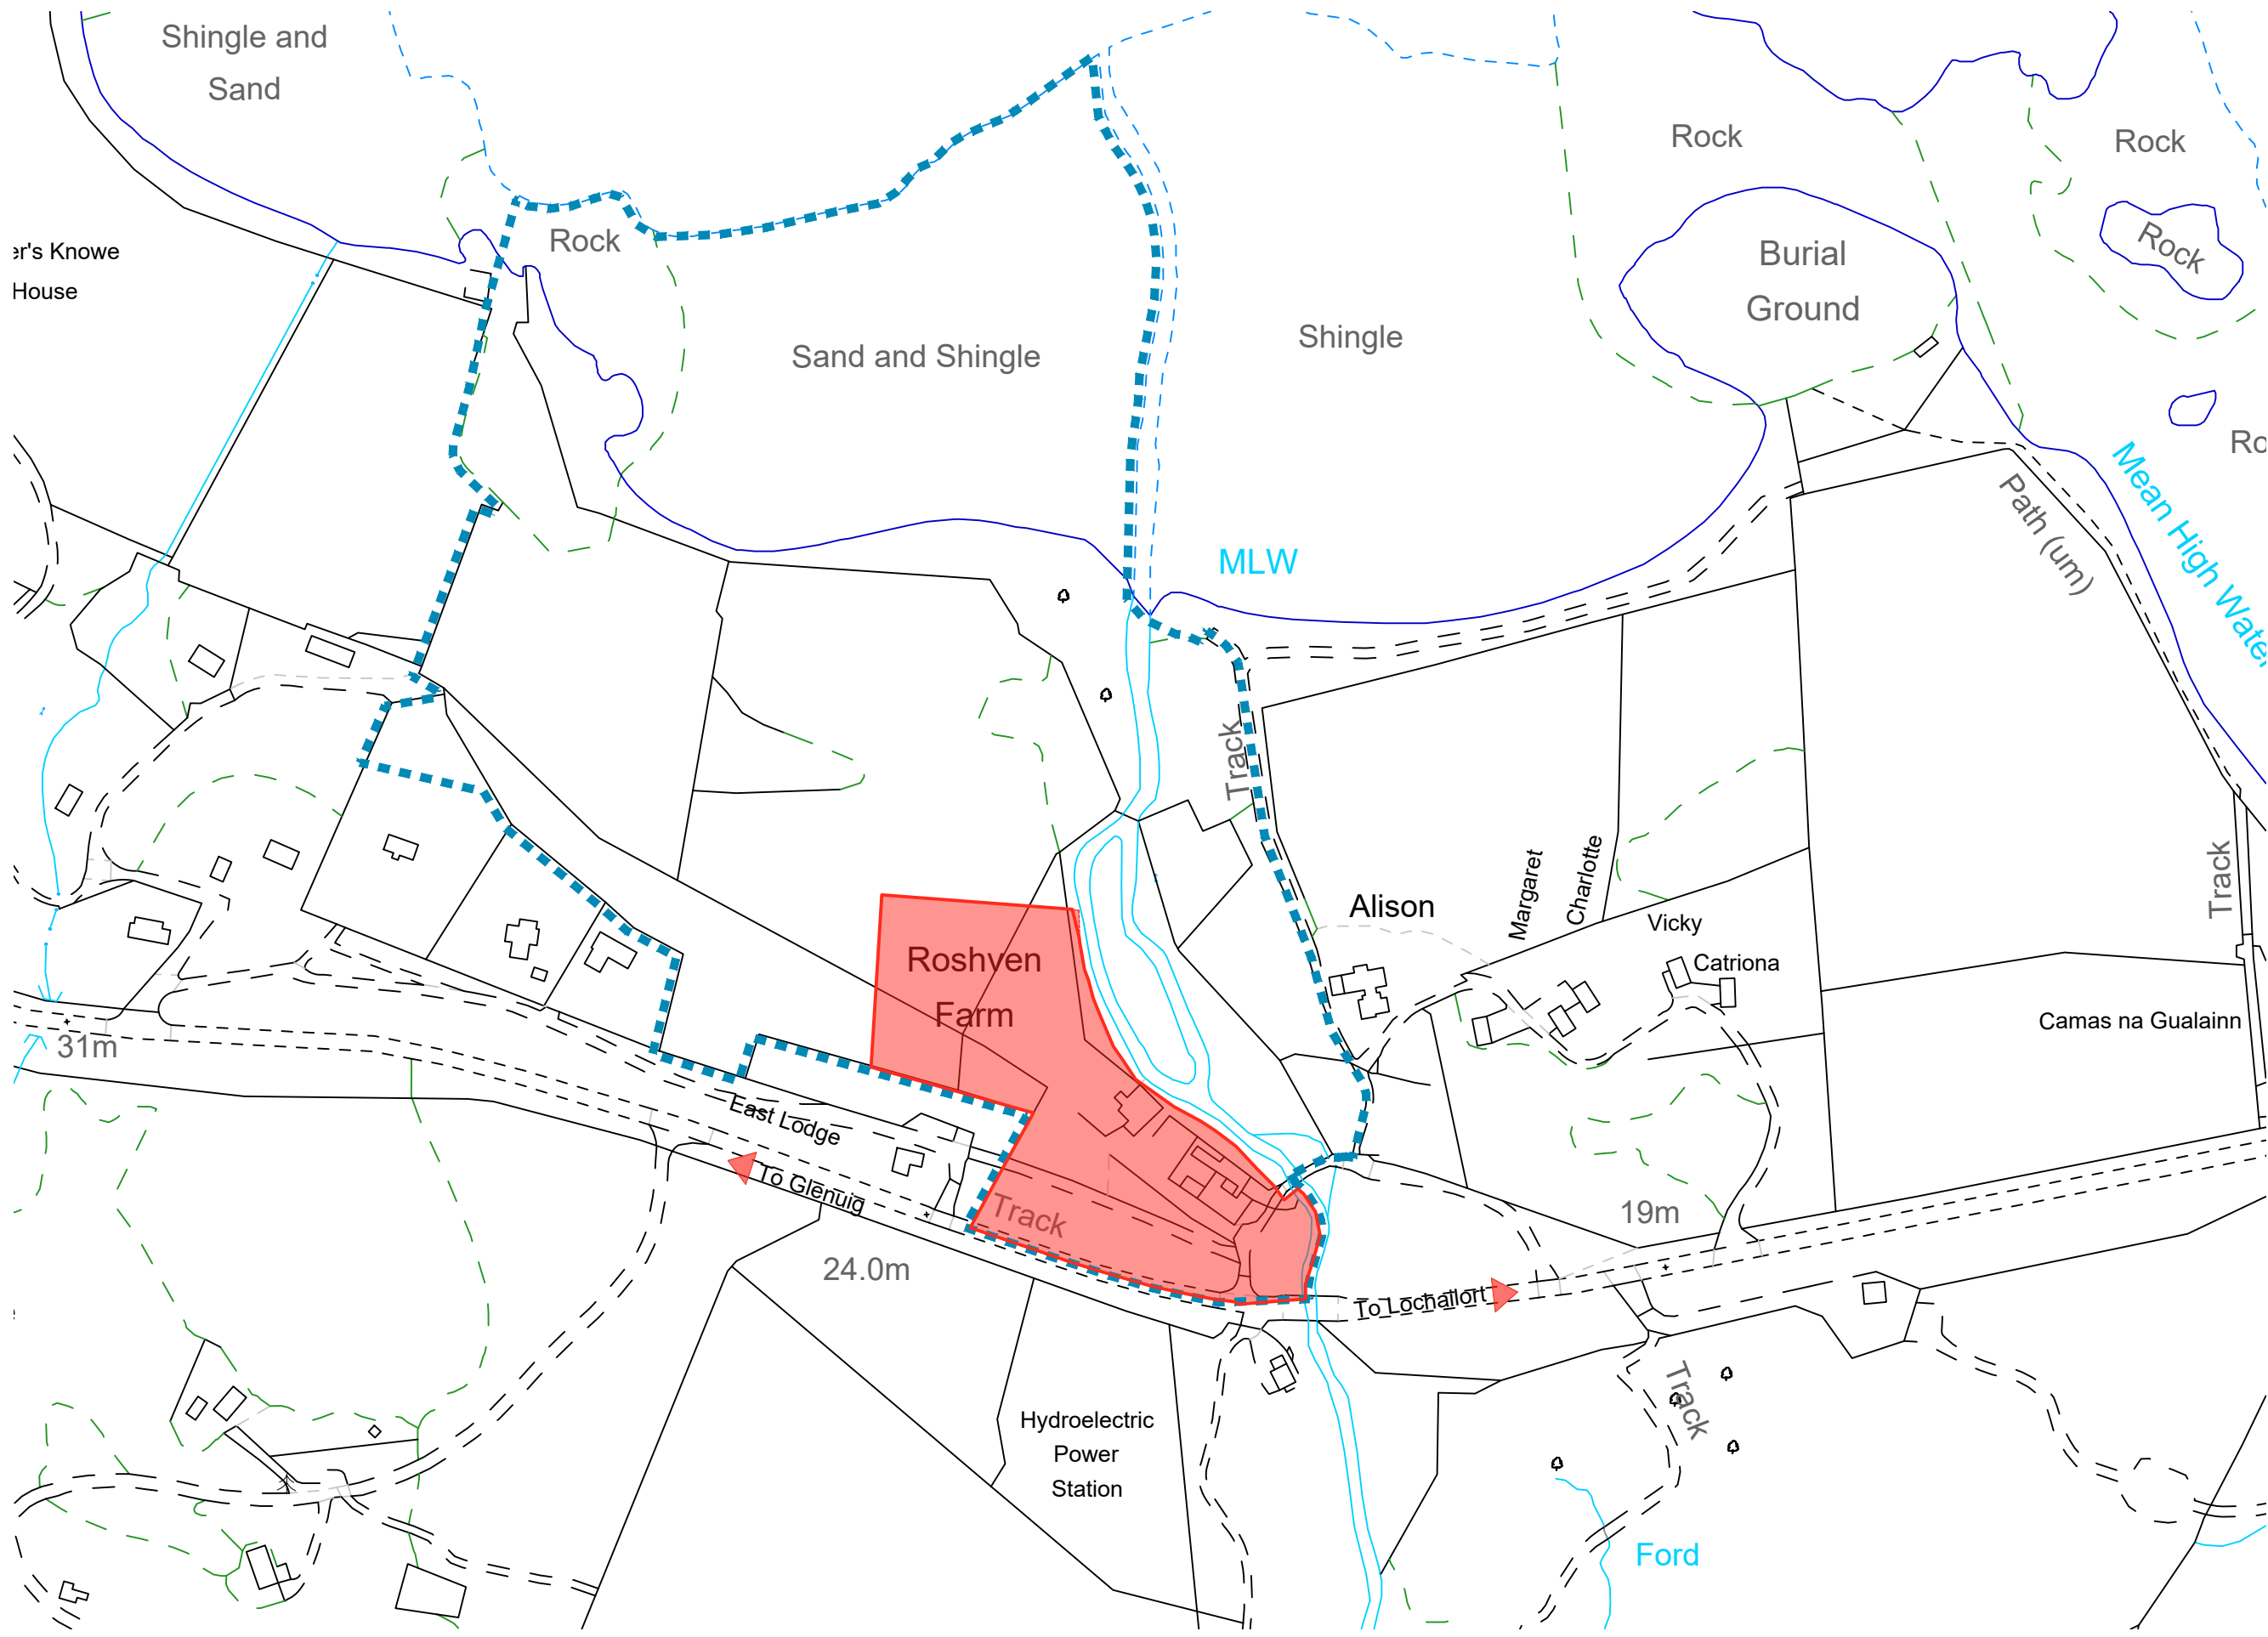 Shingle and
Sand
Rock
Rock
Rock
er's Knowe
House
Rock
Burial
Ground
Sand and Shingle
Shingle
Ro
Mean High Water
Path (um)
MLW
Track
Margaret
Charlotte
Alison
Vicky
Catriona
Track
Roshven
Farm
Camas na Gualainn
31m
East Lodge
To Glenuig
Track
19m
24.0m
To Lochailort
Track
Hydroelectric
Power
Station
Ford